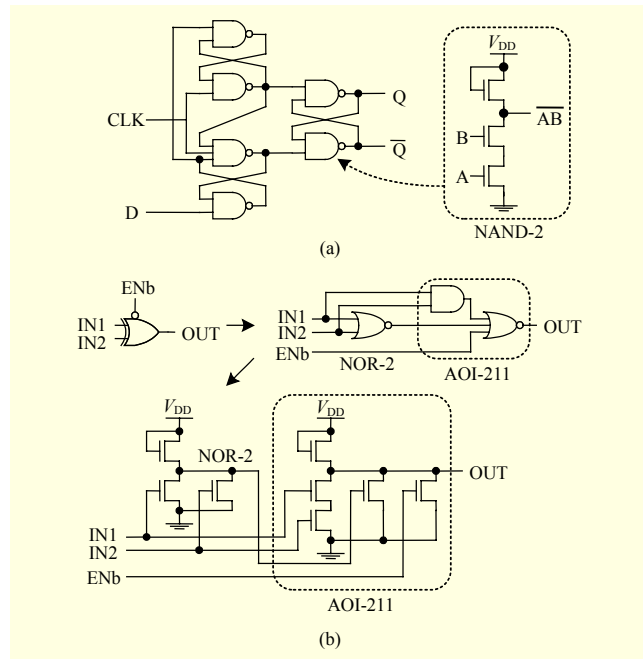 V_DD
Q
A̅B̅
CLK
B
Q̅
A
D
NAND-2
(a)
ENb
IN1
IN2
OUT
IN1
IN2
OUT
ENb
NOR-2
AOI-211
V_DD
V_DD
NOR-2
OUT
IN1
IN2
ENb
AOI-211
(b)